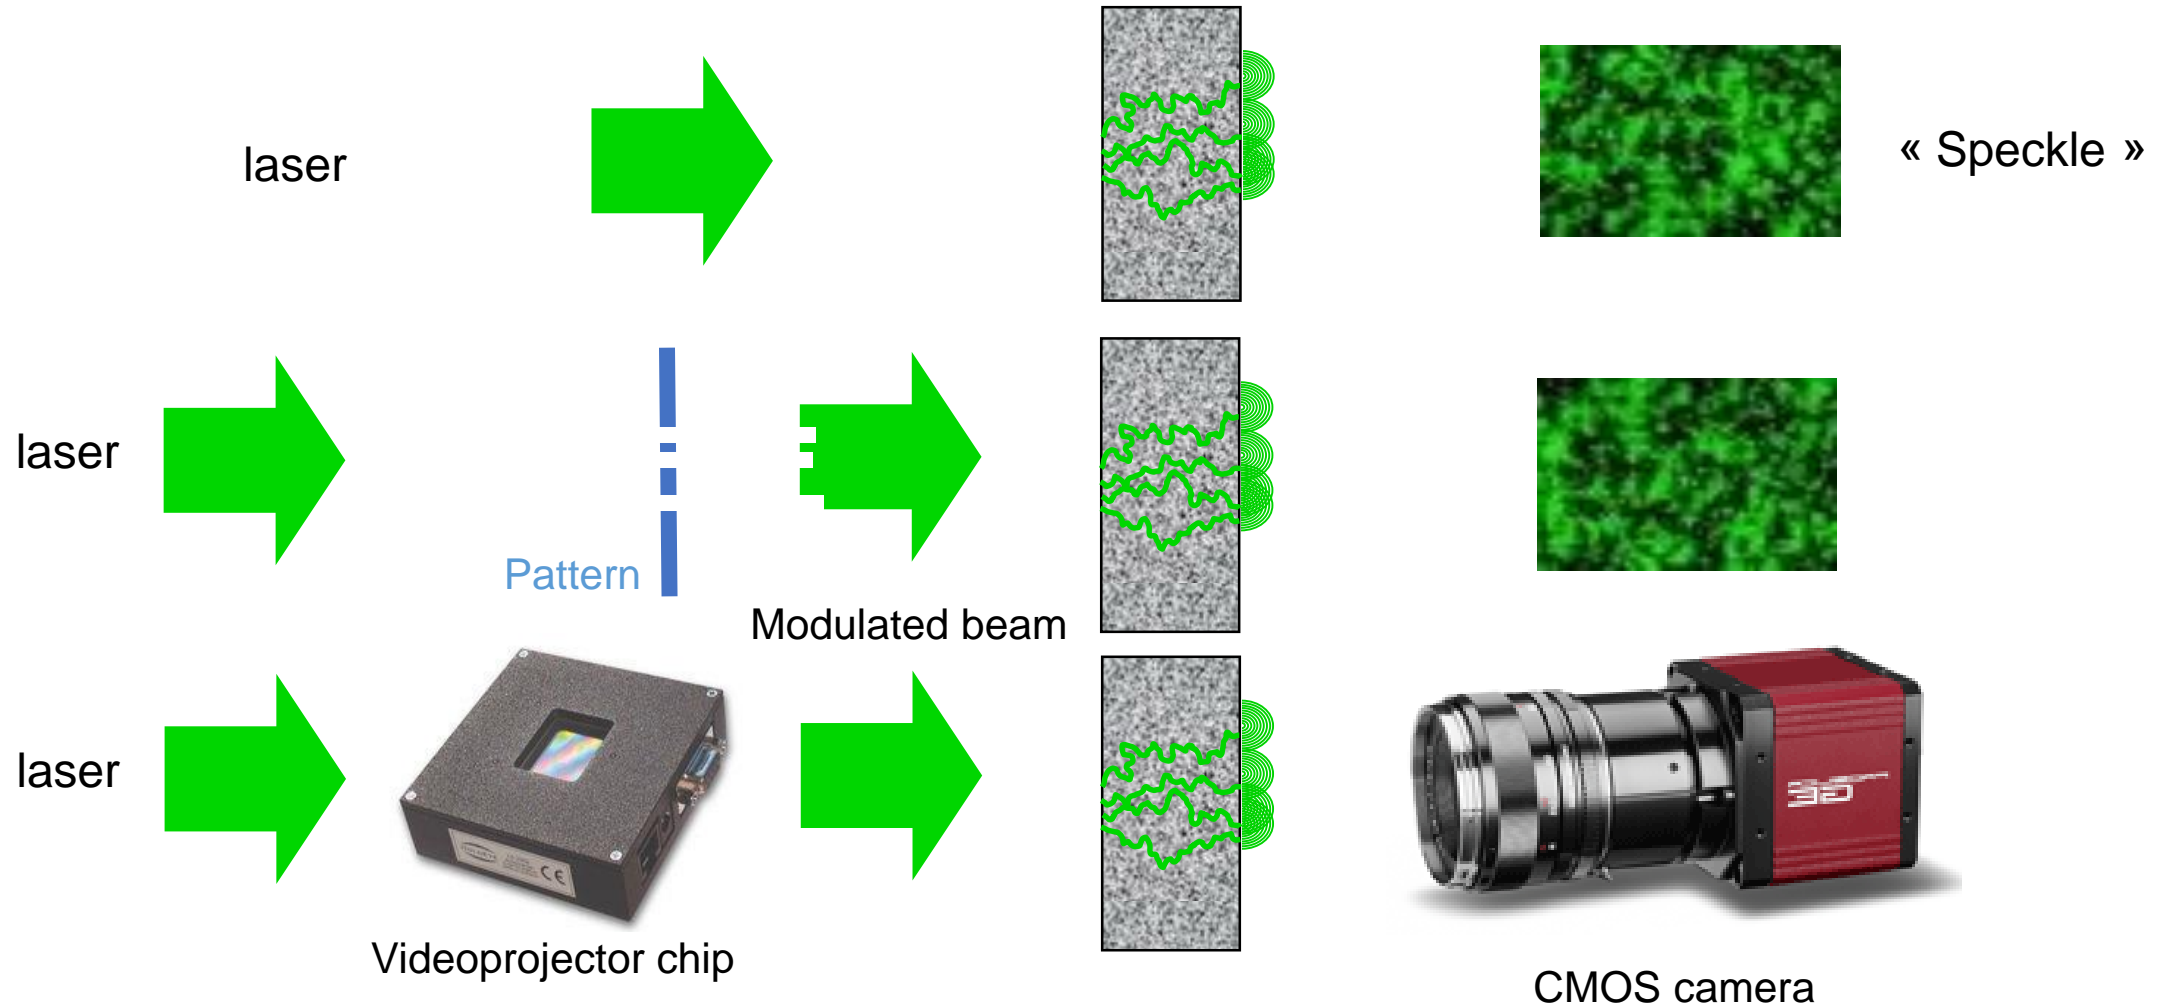 laser
« Speckle »
laser
Pattern
Modulated beam
laser
Videoprojector chip
CMOS camera